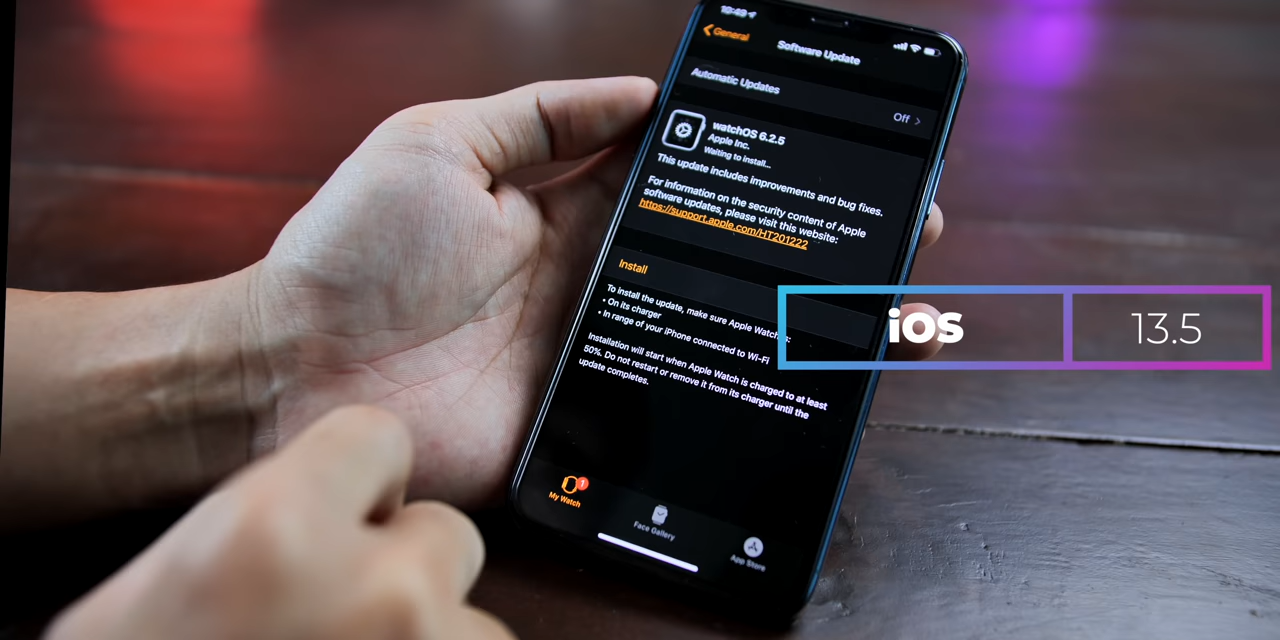 10:49
General
Software Update
Automatic Updates
Off
watchOS 6.2.5
Apple Inc.
Waiting to Install...
This update includes improvements and bug fixes.
For information on the security content of Apple
software updates, please visit this website:
https://support.apple.com/HT201222
Install
To install the update, make sure Apple Watch is:
• On its charger
• In range of your iPhone connected to Wi-Fi
Installation will start when Apple Watch is charged to at least
50%. Do not restart or remove it from its charger until the
update completes.
iOS 13.5
1
My Watch
Face Gallery
App Store